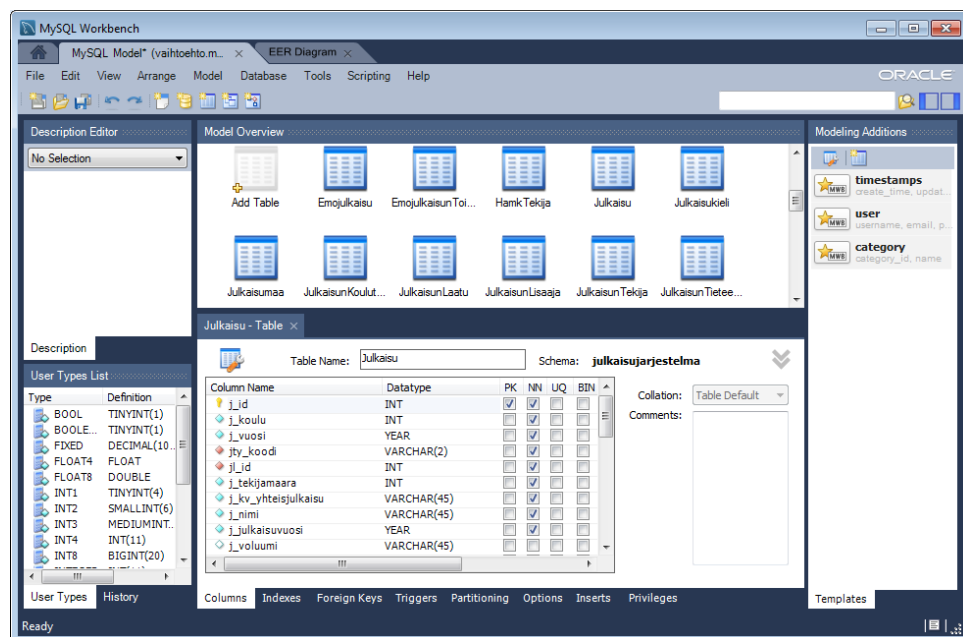 MySQL Workbench
MySQL Model* (vaihtoehto.m... × EER Diagram ×
File Edit View Arrange Model Database Tools Scripting Help ORACLE
Description Editor
No Selection
Description
User Types List
Type Definition
BOOL TINYINT(1)
BOOLE... TINYINT(1)
FIXED DECIMAL(10..
FLOAT4 FLOAT
FLOAT8 DOUBLE
INT1 TINYINT(4)
INT2 SMALLINT(6)
INT3 MEDIUMINT..
INT4 INT(11)
INT8 BIGINT(20)
User Types History
Model Overview
Add Table Emojulkaisu EmojulkaisunToi... HamkTekija Julkaisu Julkaisukieli
Julkaisumaa JulkaisunKoulut... JulkaisunLaatu JulkaisunLisaaja JulkaisunTekija JulkaisunTietee...
Julkaisu - Table ×
Table Name: Julkaisu Schema: julkaisujarjestelma
Column Name Datatype PK NN UQ BIN
j_id INT
j_koulu INT
j_vuosi YEAR
jty_koodi VARCHAR(2)
jl_id INT
j_tekijamaara INT
j_kv_yhteisjulkaisu VARCHAR(45)
j_nimi VARCHAR(45)
j_julkaisuvuosi YEAR
j_voluumi VARCHAR(45)
Collation: Table Default
Comments:
Columns Indexes Foreign Keys Triggers Partitioning Options Inserts Privileges
Modeling Additions
timestamps
create_time, updat...
user
username, email, p...
category
category_id, name
Templates
Ready